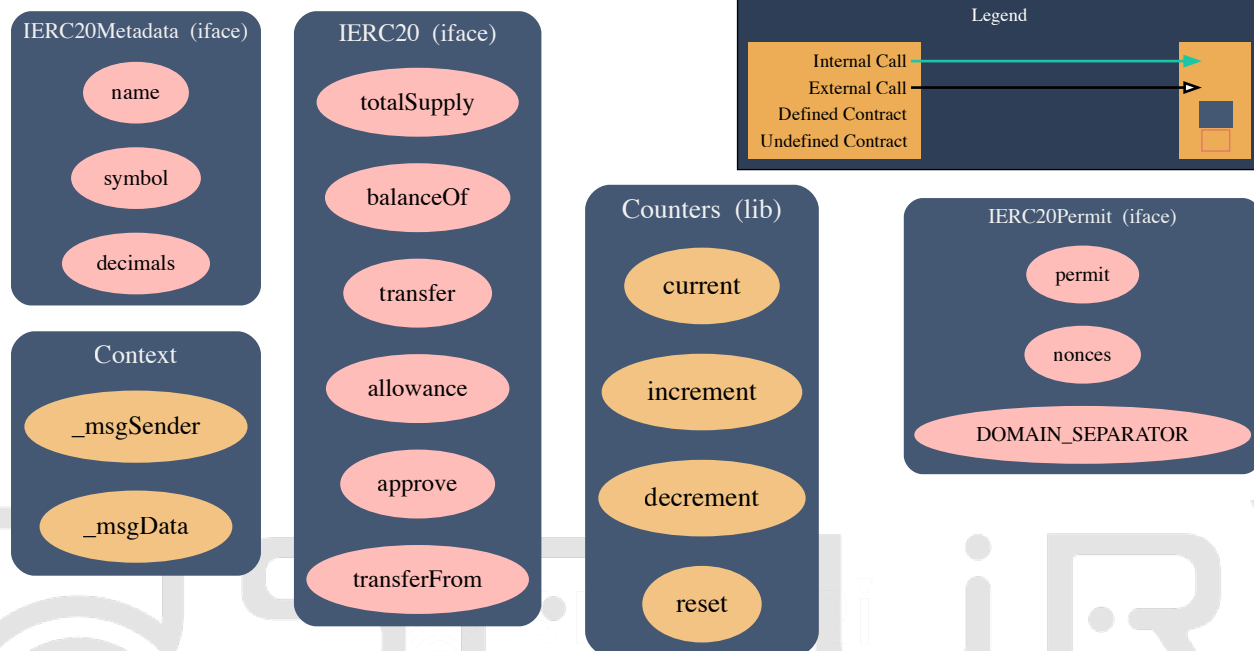 IERC20Metadata (iface)
name
symbol
decimals
Context
_msgSender
_msgData
IERC20 (iface)
totalSupply
balanceOf
transfer
allowance
approve
transferFrom
Counters (lib)
current
increment
decrement
reset
Legend
Internal Call
External Call
Defined Contract
Undefined Contract
IERC20Permit (iface)
permit
nonces
DOMAIN_SEPARATOR